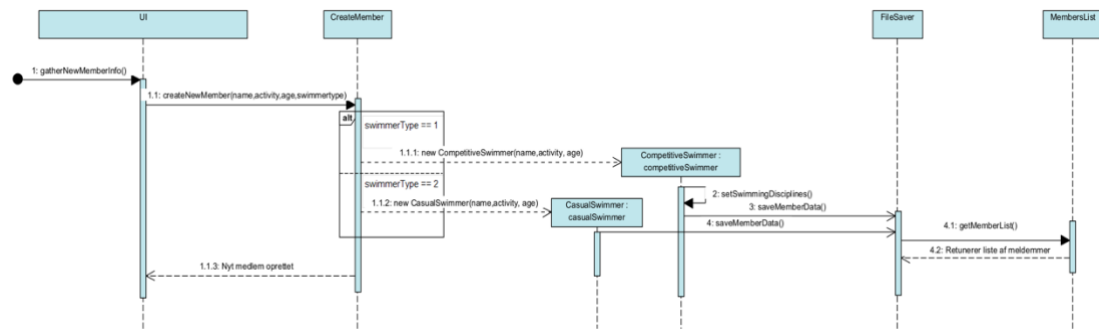 UI
CreateMember
FileSaver
MembersList
1: gatherNewMemberInfo()
1.1: createNewMember(name,activity,age,swimmertype)
alt
swimmerType == 1
1.1.1: new CompetitiveSwimmer(name,activity, age)
CompetitiveSwimmer :
competitiveSwimmer
swimmerType == 2
2: setSwimmingDisciplines()
1.1.2: new CasualSwimmer(name,activity, age)
CasualSwimmer :
casualSwimmer
3: saveMemberData()
4: saveMemberData()
4.1: getMemberList()
4.2: Retunerer liste af meldemmer
1.1.3: Nyt medlem oprettet